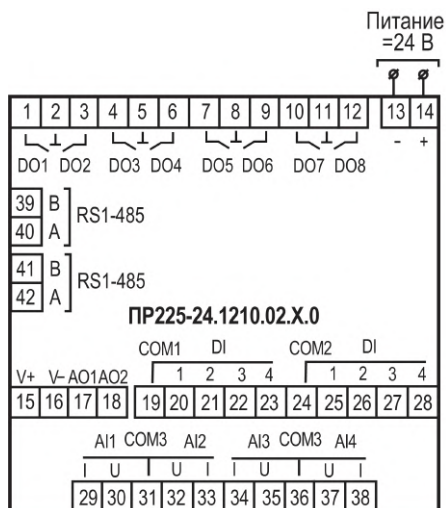 Питание
=24 В
1 2 3 4 5 6 7 8 9 10 11 12 13 14
- +
DO1 DO2 DO3 DO4 DO5 DO6 DO7 DO8
39 B
RS1-485
40 A
41 B
RS1-485
42 A
ПР225-24.1210.02.X.0
COM1 DI COM2 DI
1 2 3 4 1 2 3 4
V+ V- AO1 AO2
15 16 17 18 19 20 21 22 23 24 25 26 27 28
AI1 COM3 AI2 AI3 COM3 AI4
I U U I I U U I
29 30 31 32 33 34 35 36 37 38